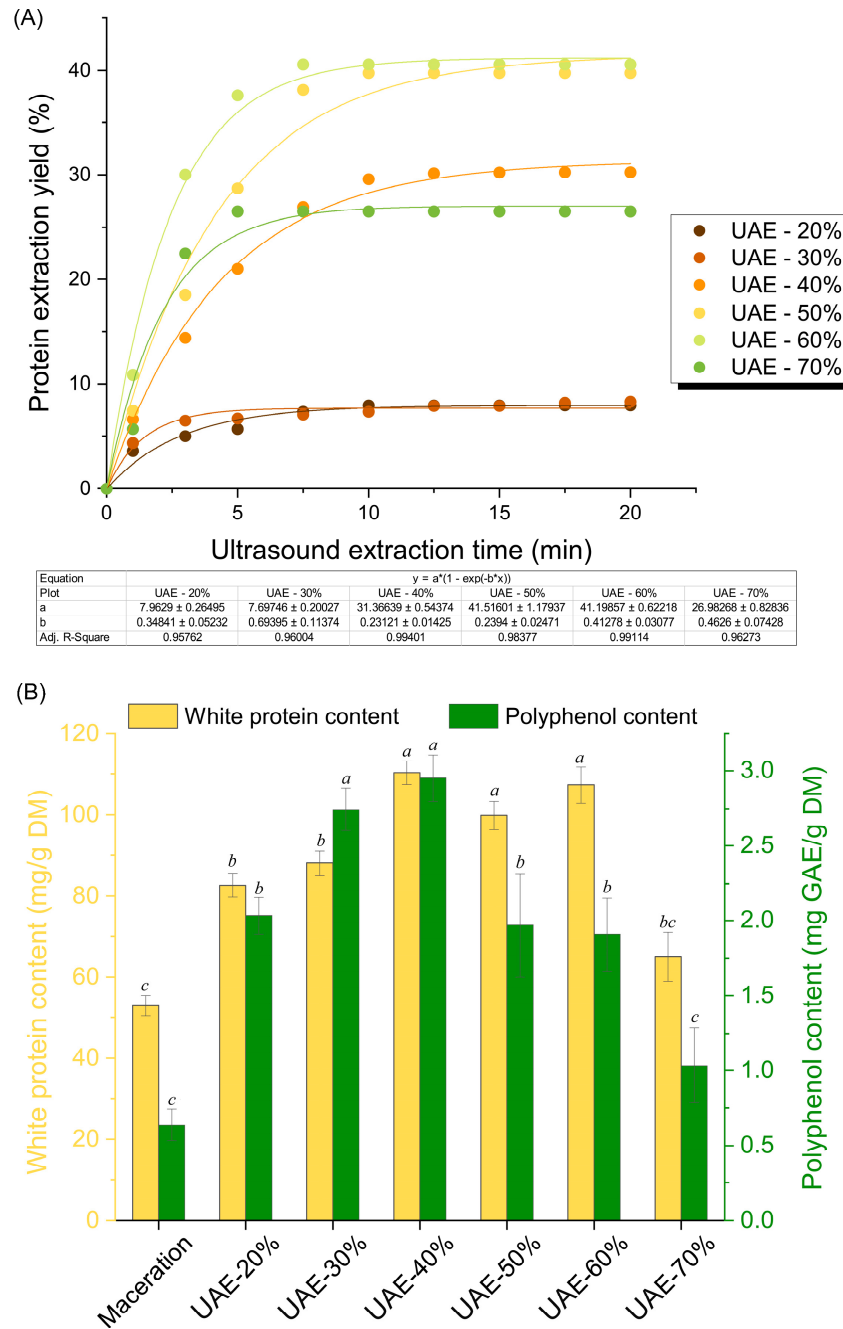 (A)
Protein extraction yield (%)
40
30
20
10
0
0 5 10 15 20
Ultrasound extraction time (min)
UAE - 20%
UAE - 30%
UAE - 40%
UAE - 50%
UAE - 60%
UAE - 70%
Equation y = a*(1 - exp(-b*x))
Plot UAE - 20% UAE - 30% UAE - 40% UAE - 50% UAE - 60% UAE - 70%
a 7.9629 ± 0.26495 7.69746 ± 0.20027 31.36639 ± 0.54374 41.51601 ± 1.17937 41.19857 ± 0.62218 26.98268 ± 0.82836
b 0.34841 ± 0.05232 0.69395 ± 0.11374 0.23121 ± 0.01425 0.2394 ± 0.02471 0.41278 ± 0.03077 0.4626 ± 0.07428
Adj. R-Square 0.95762 0.96004 0.99401 0.98377 0.99114 0.96273
(B)
White protein content Polyphenol content
White protein content (mg/g DM)
120
100
80
60
40
20
0
c c b b b a a a a b a b bc c
3.0
2.5
2.0
1.5
1.0
0.5
0.0
Polyphenol content (mg GAE/g DM)
Maceration UAE-20% UAE-30% UAE-40% UAE-50% UAE-60% UAE-70%